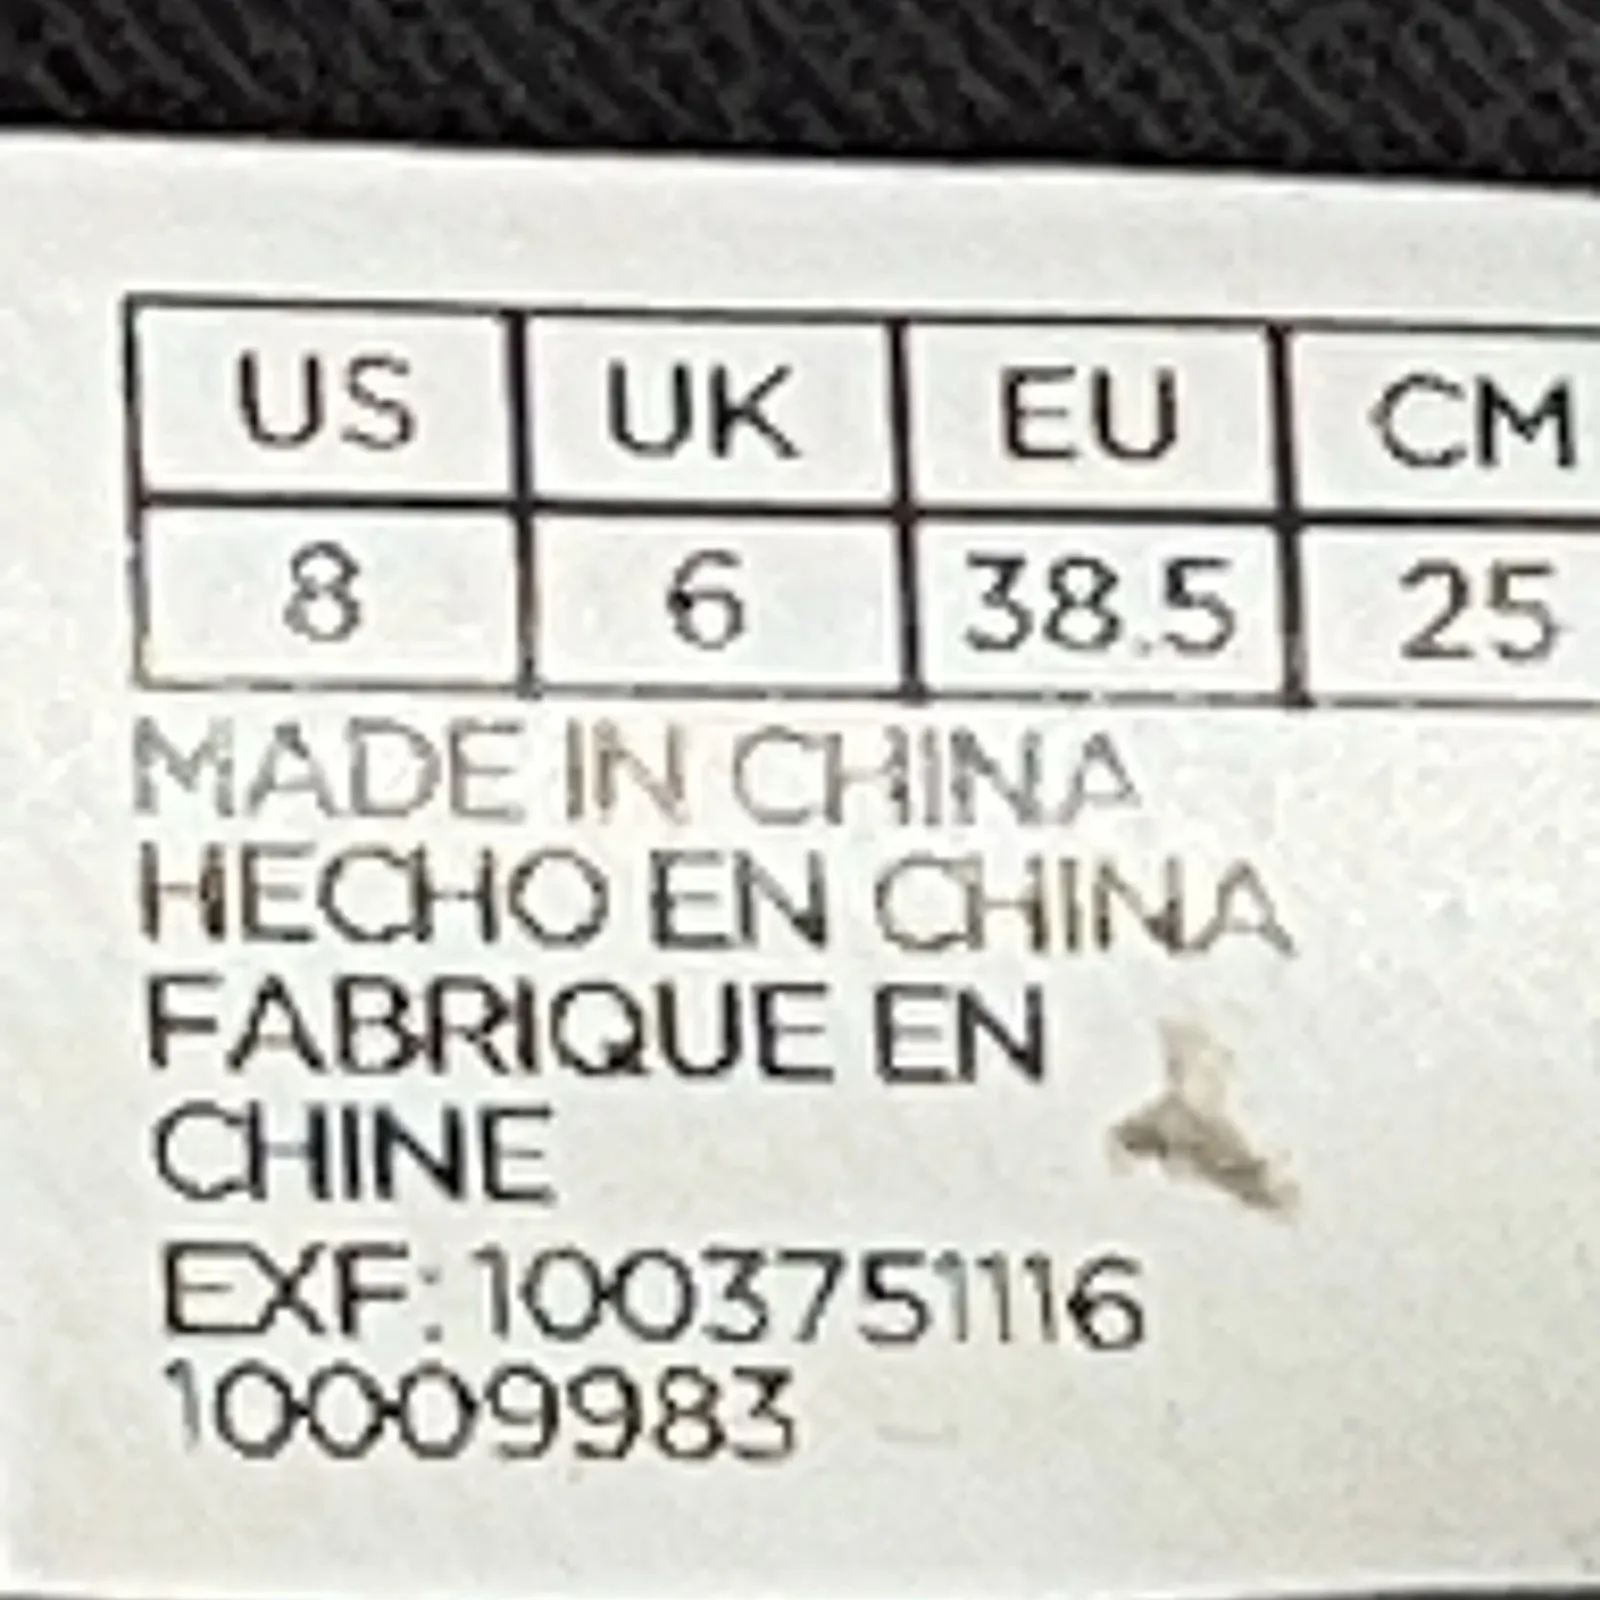 US UK EU CM
8 6 38.5 25
MADE IN CHINA
HECHO EN CHINA
FABRIQUE EN
CHINE
EXF: 1003751116
10009983